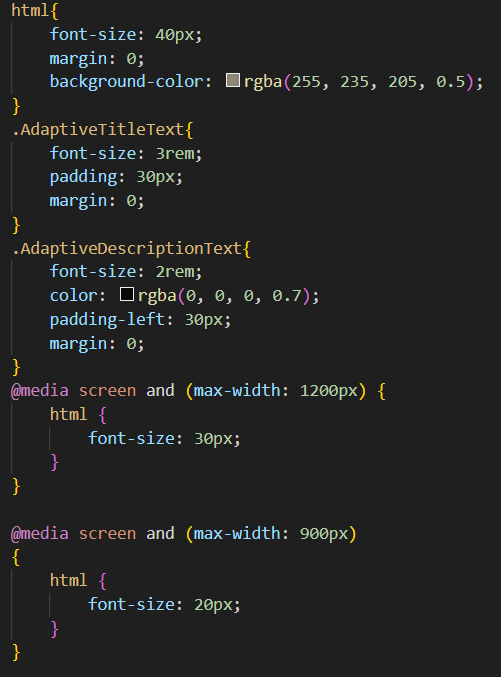 html{
    font-size: 40px;
    margin: 0;
    background-color: rgba(255, 235, 205, 0.5);
}
.AdaptiveTitleText{
    font-size: 3rem;
    padding: 30px;
    margin: 0;
}
.AdaptiveDescriptionText{
    font-size: 2rem;
    color: rgba(0, 0, 0, 0.7);
    padding-left: 30px;
    margin: 0;
}
@media screen and (max-width: 1200px) {
    html {
        font-size: 30px;
    }
}

@media screen and (max-width: 900px)
{
    html {
        font-size: 20px;
    }
}